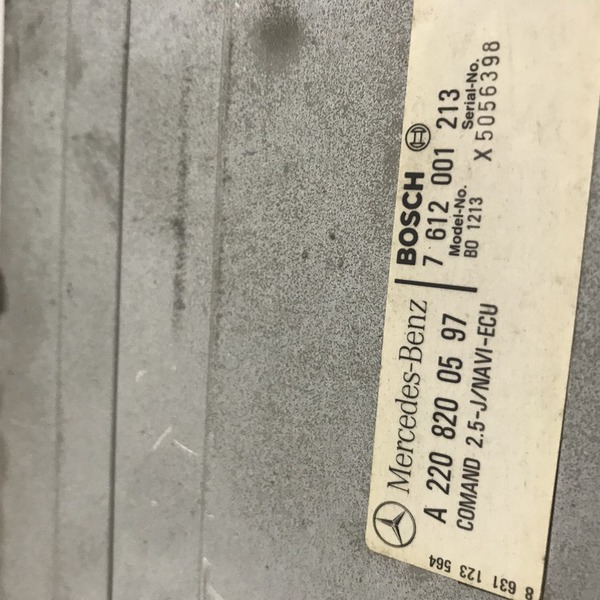 Mercedes-Benz
A 220 820 05 97
COMAND 2.5-J/NAVI-ECU
BOSCH
7 612 001 213
Model-No.
BO 1213
Serial-No.
X 5056398
8 631 123 564